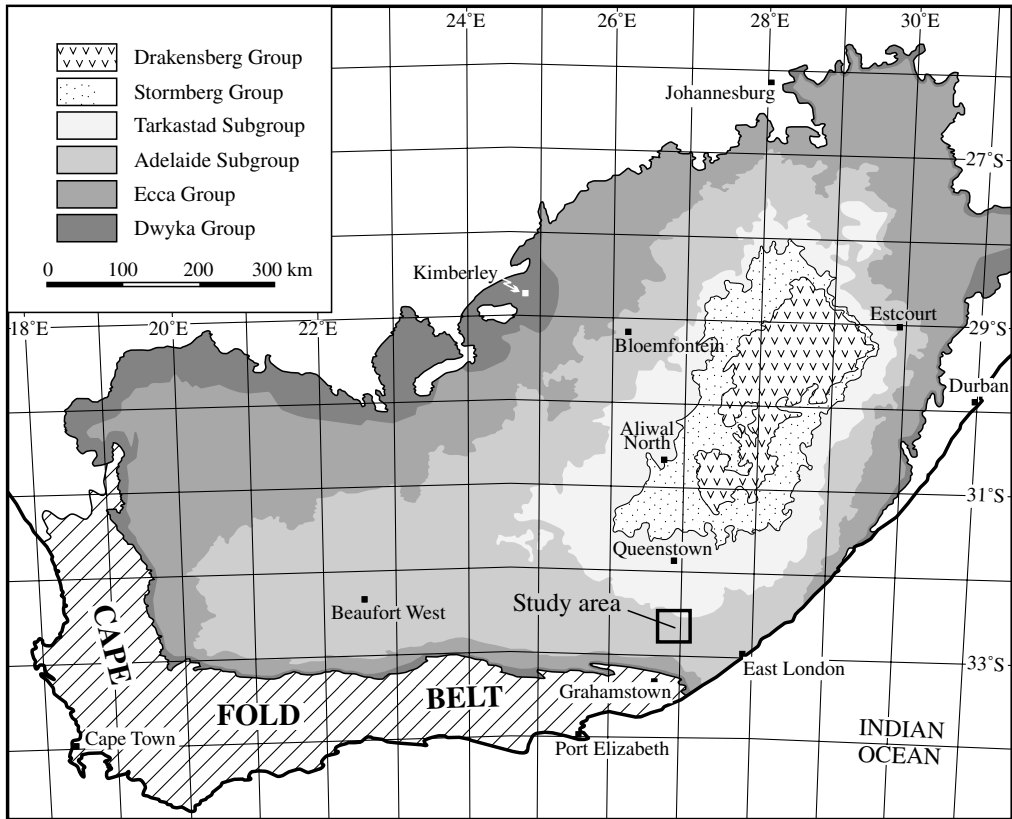 24°E
26°E
28°E
30°E
Drakensberg Group
Stormberg Group
Tarkastad Subgroup
Adelaide Subgroup
Ecca Group
Dwyka Group
0 100 200 300 km
Johannesburg
27°S
Kimberley
18°E
20°E
22°E
Bloemfontein
Estcourt
29°S
Durban
Aliwal
North
31°S
Queenstown
Study area
Beaufort West
CAPE
FOLD
BELT
Grahamstown
East London
33°S
Cape Town
Port Elizabeth
INDIAN
OCEAN